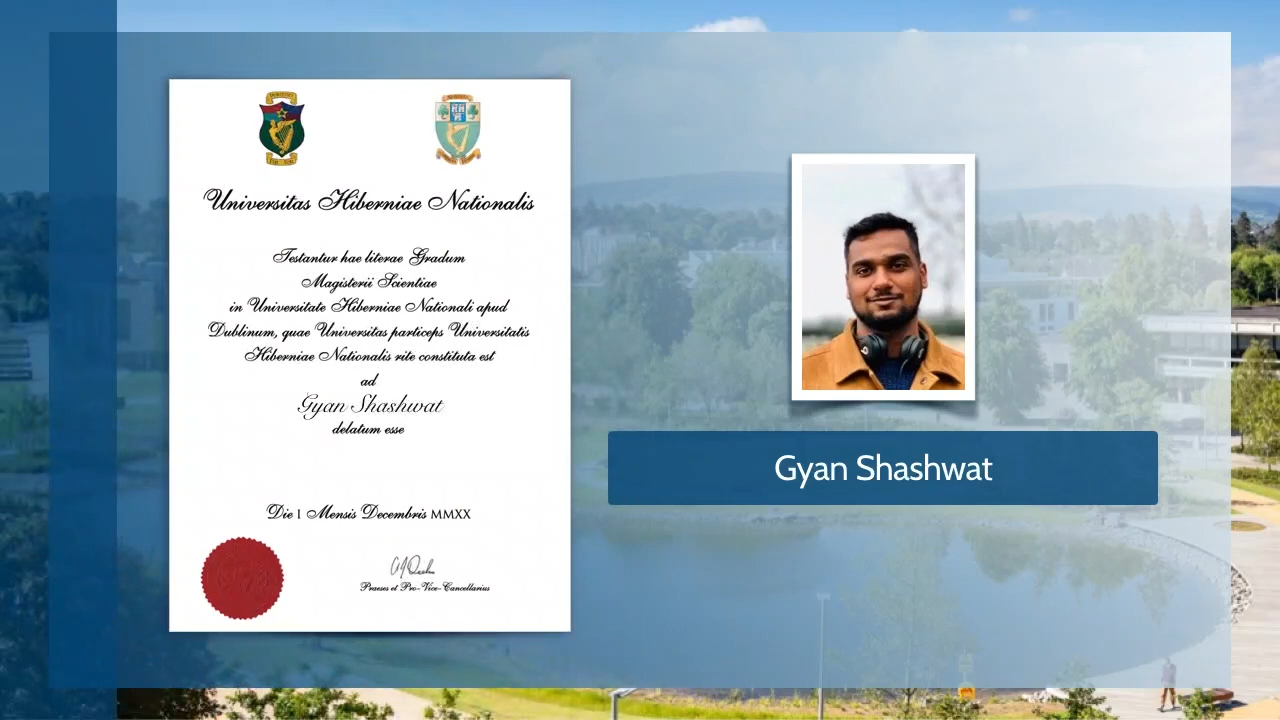 Universitas Hiberniae Nationalis
Testantur hae literae Gradum
Magisterii Scientiae
in Universitate Hiberniae Nationali apud
Dublinum, quae Universitas particeps Universitatis
Hiberniae Nationalis rite constituta est
ad
Gyan Shashwat
delatum esse
Die I Mensis Decembris MMXX
Praeses et Pro-Vice-Cancellarius
Gyan Shashwat